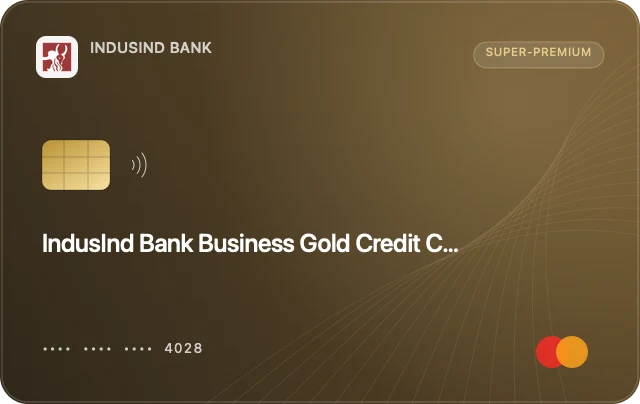 INDUSIND BANK
SUPER-PREMIUM
IndusInd Bank Business Gold Credit C...
•••• •••• •••• 4028